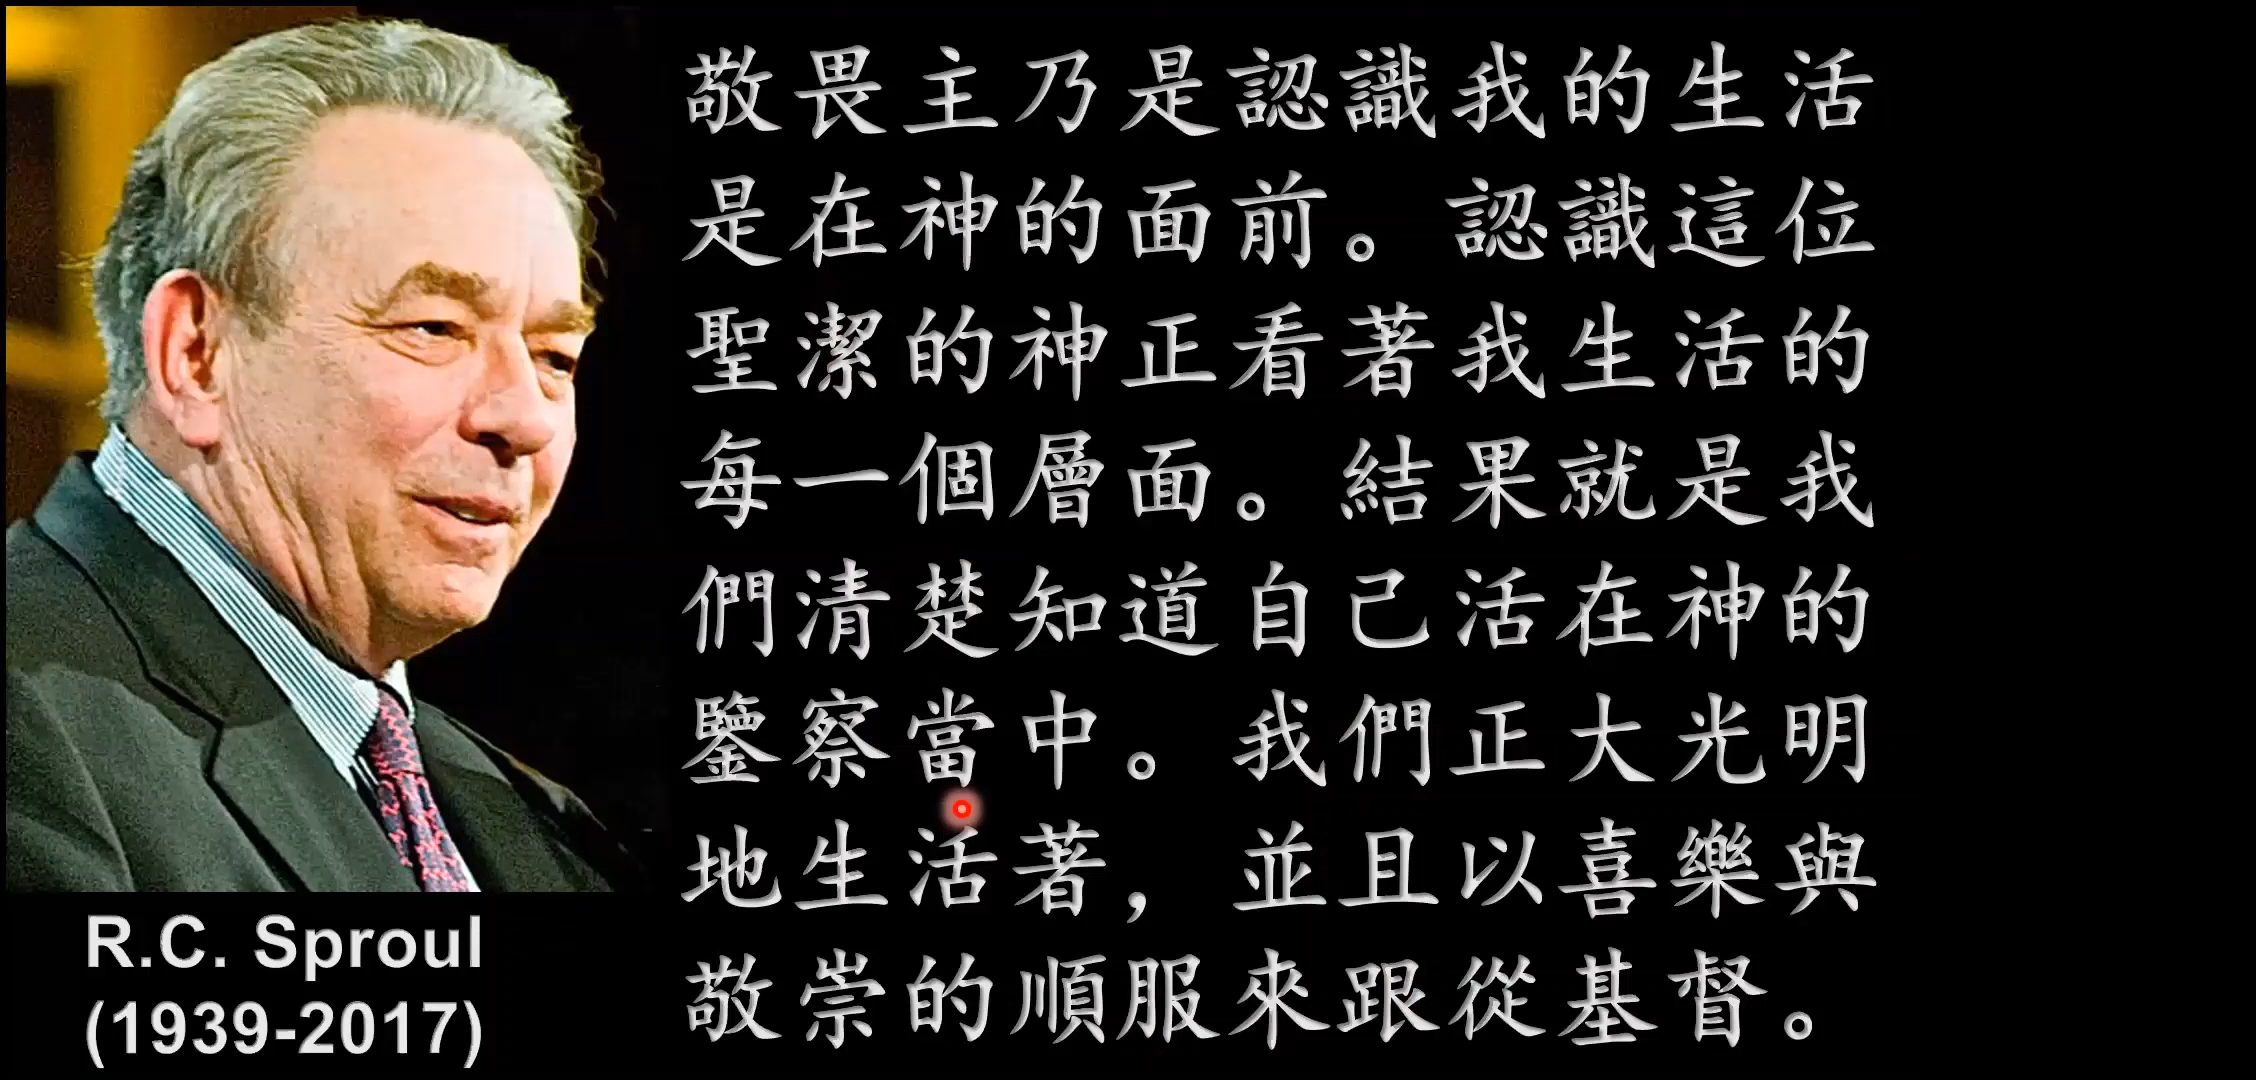 敬畏主乃是認識我的生活
是在神的面前。認識這位
聖潔的神正看著我生活的
每一個層面。結果就是我
們清楚知道自己活在神的
鑒察當中。我們正大光明
地生活著，並且以喜樂與
敬崇的順服來跟從基督。
R.C. Sproul
(1939-2017)